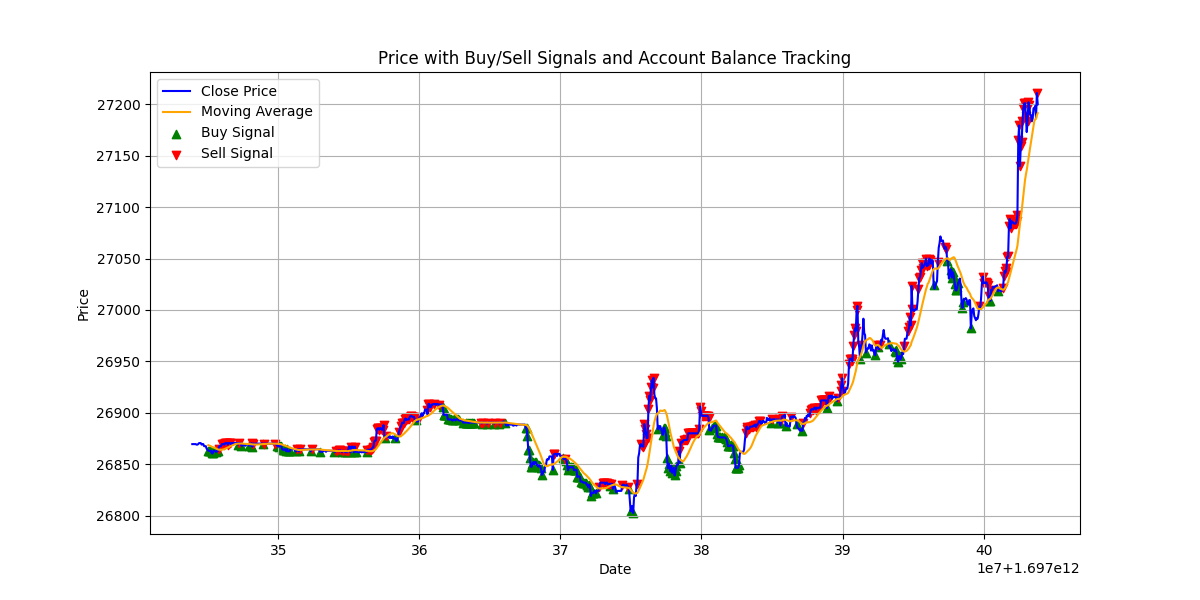 Price with Buy/Sell Signals and Account Balance Tracking
Close Price
Moving Average
Buy Signal
Sell Signal
Price
27200
27150
27100
27050
27000
26950
26900
26850
26800
35 36 37 38 39 40
1e7+1.697e12
Date